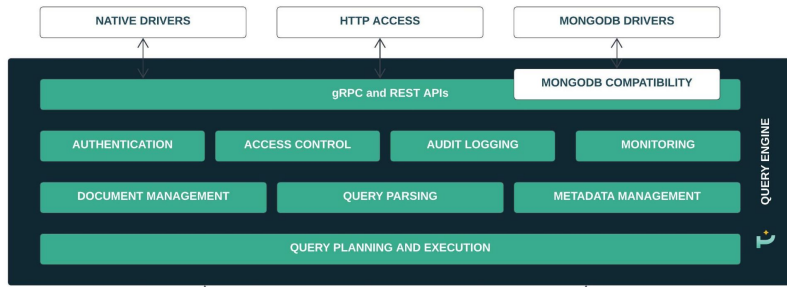 NATIVE DRIVERS
HTTP ACCESS
MONGODB DRIVERS
MONGODB COMPATIBILITY
gRPC and REST APIs
AUTHENTICATION
ACCESS CONTROL
AUDIT LOGGING
MONITORING
DOCUMENT MANAGEMENT
QUERY PARSING
METADATA MANAGEMENT
QUERY PLANNING AND EXECUTION
QUERY ENGINE